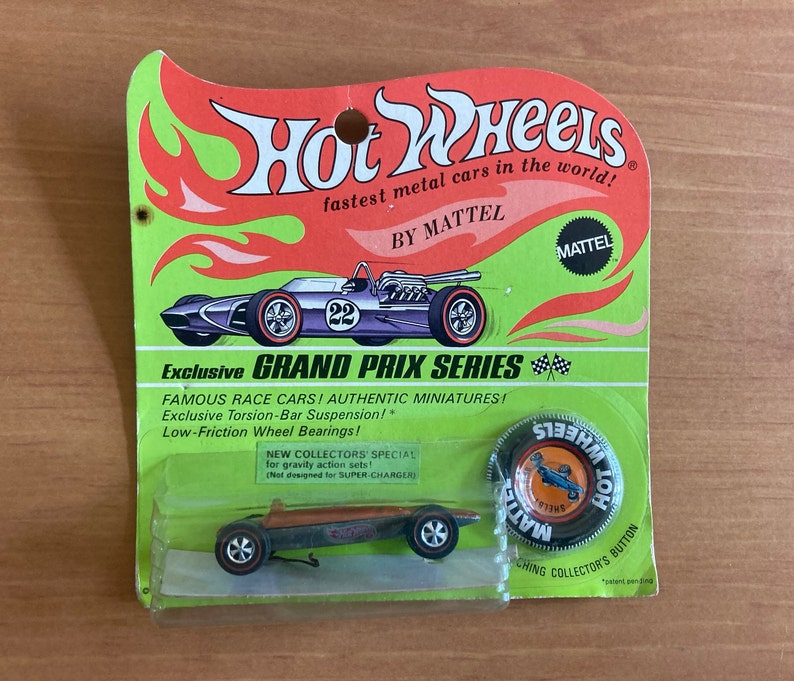 HOT WHEELS®
fastest metal cars in the world!
BY MATTEL
MATTEL
22
Exclusive GRAND PRIX SERIES
FAMOUS RACE CARS! AUTHENTIC MINIATURES!
Exclusive Torsion-Bar Suspension!*
Low-Friction Wheel Bearings!
NEW COLLECTORS' SPECIAL
for gravity action sets!
(Not designed for SUPER-CHARGER)
MATTEL HOT WHEELS
COLLECTOR'S BUTTON
*patent pending